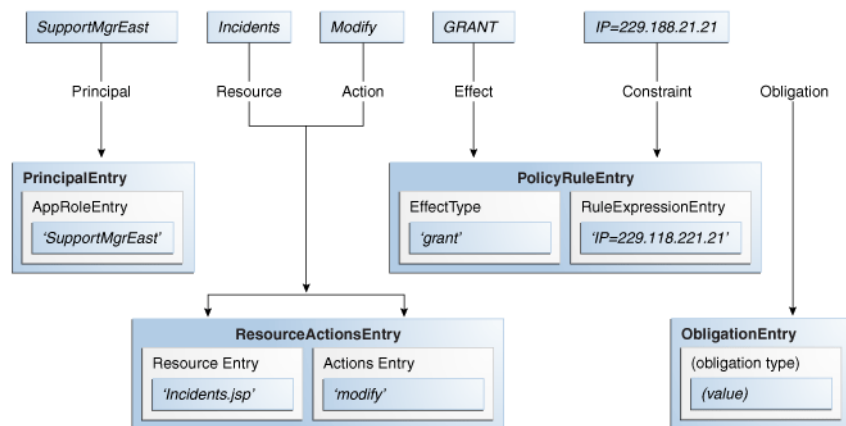 SupportMgrEast
Incidents
Modify
GRANT
IP=229.188.21.21
Principal
Resource
Action
Effect
Constraint
Obligation
PrincipalEntry
AppRoleEntry
‘SupportMgrEast’
PolicyRuleEntry
EffectType
‘grant’
RuleExpressionEntry
‘IP=229.118.221.21’
ResourceActionsEntry
Resource Entry
‘Incidents.jsp’
Actions Entry
‘modify’
ObligationEntry
(obligation type)
(value)